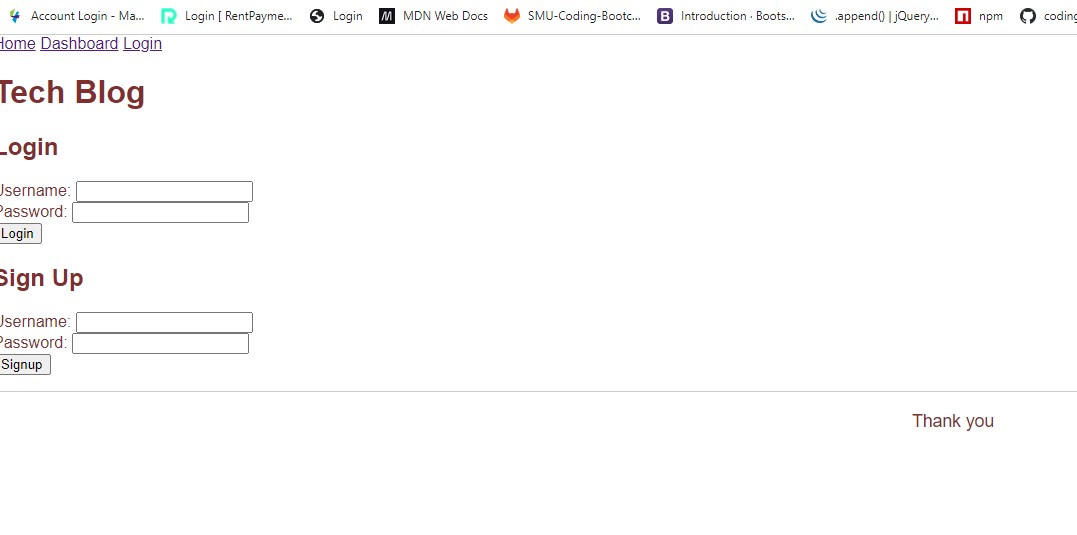 Account Login - Ma... Login [ RentPayme... Login MDN Web Docs SMU-Coding-Bootc... Introduction · Boots... .append() | jQuery... npm coding
Home Dashboard Login
Tech Blog
Login
Username:
Password:
Login
Sign Up
Username:
Password:
Signup
Thank you